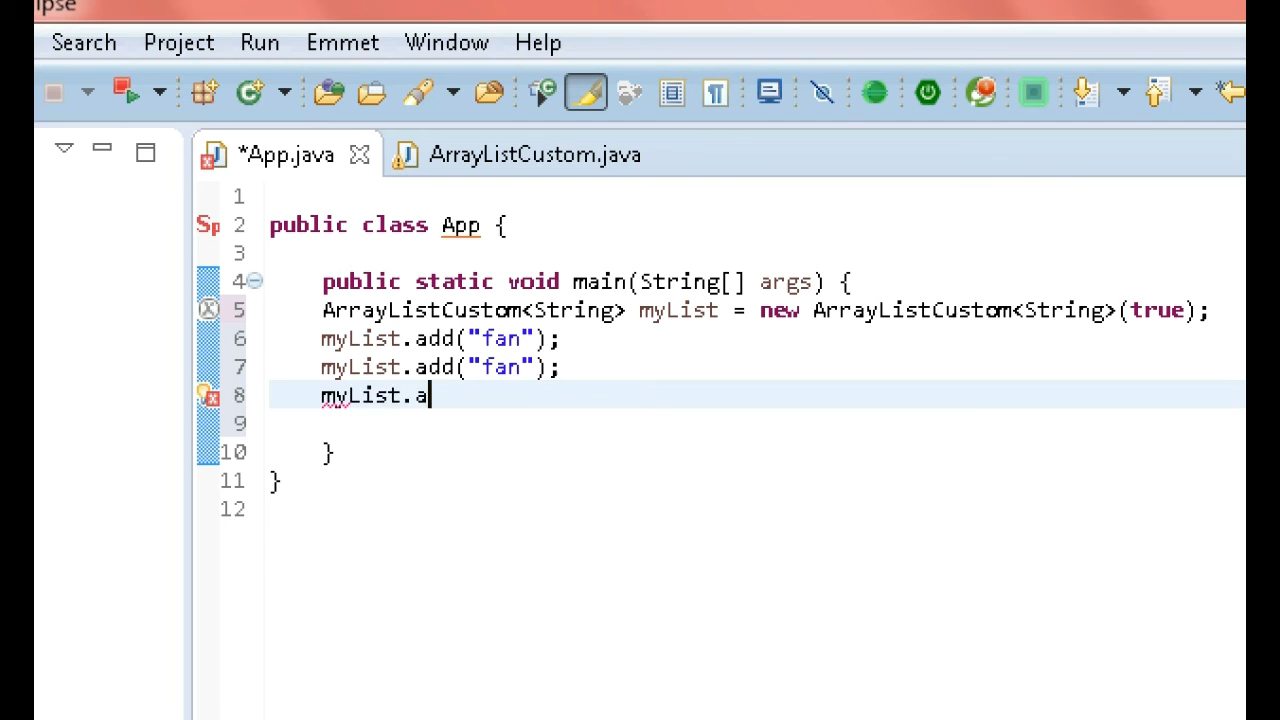 ipse
Search Project Run Emmet Window Help
*App.java ArrayListCustom.java
1
Sp 2 public class App {
3
4 public static void main(String[] args) {
5 ArrayListCustom<String> myList = new ArrayListCustom<String>(true);
6 myList.add("fan");
7 myList.add("fan");
8 myList.a
9
10 }
11 }
12